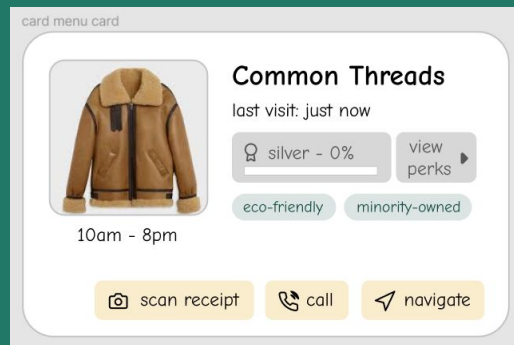 card menu card
Common Threads
last visit: just now
silver - 0%
view
perks
eco-friendly
minority-owned
10am - 8pm
scan receipt
call
navigate